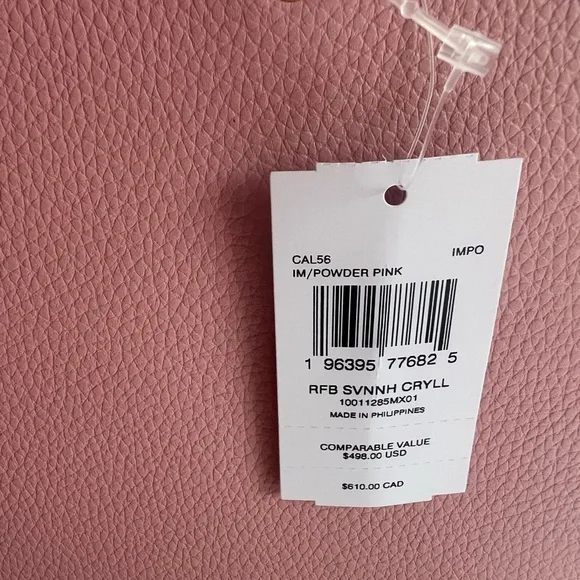 CAL56 IMPO
IM/POWDER PINK
1 96395 77682 5
RFB SVNNH CRYLL
10011285MX01
MADE IN PHILIPPINES
COMPARABLE VALUE
$498.00 USD
$610.00 CAD